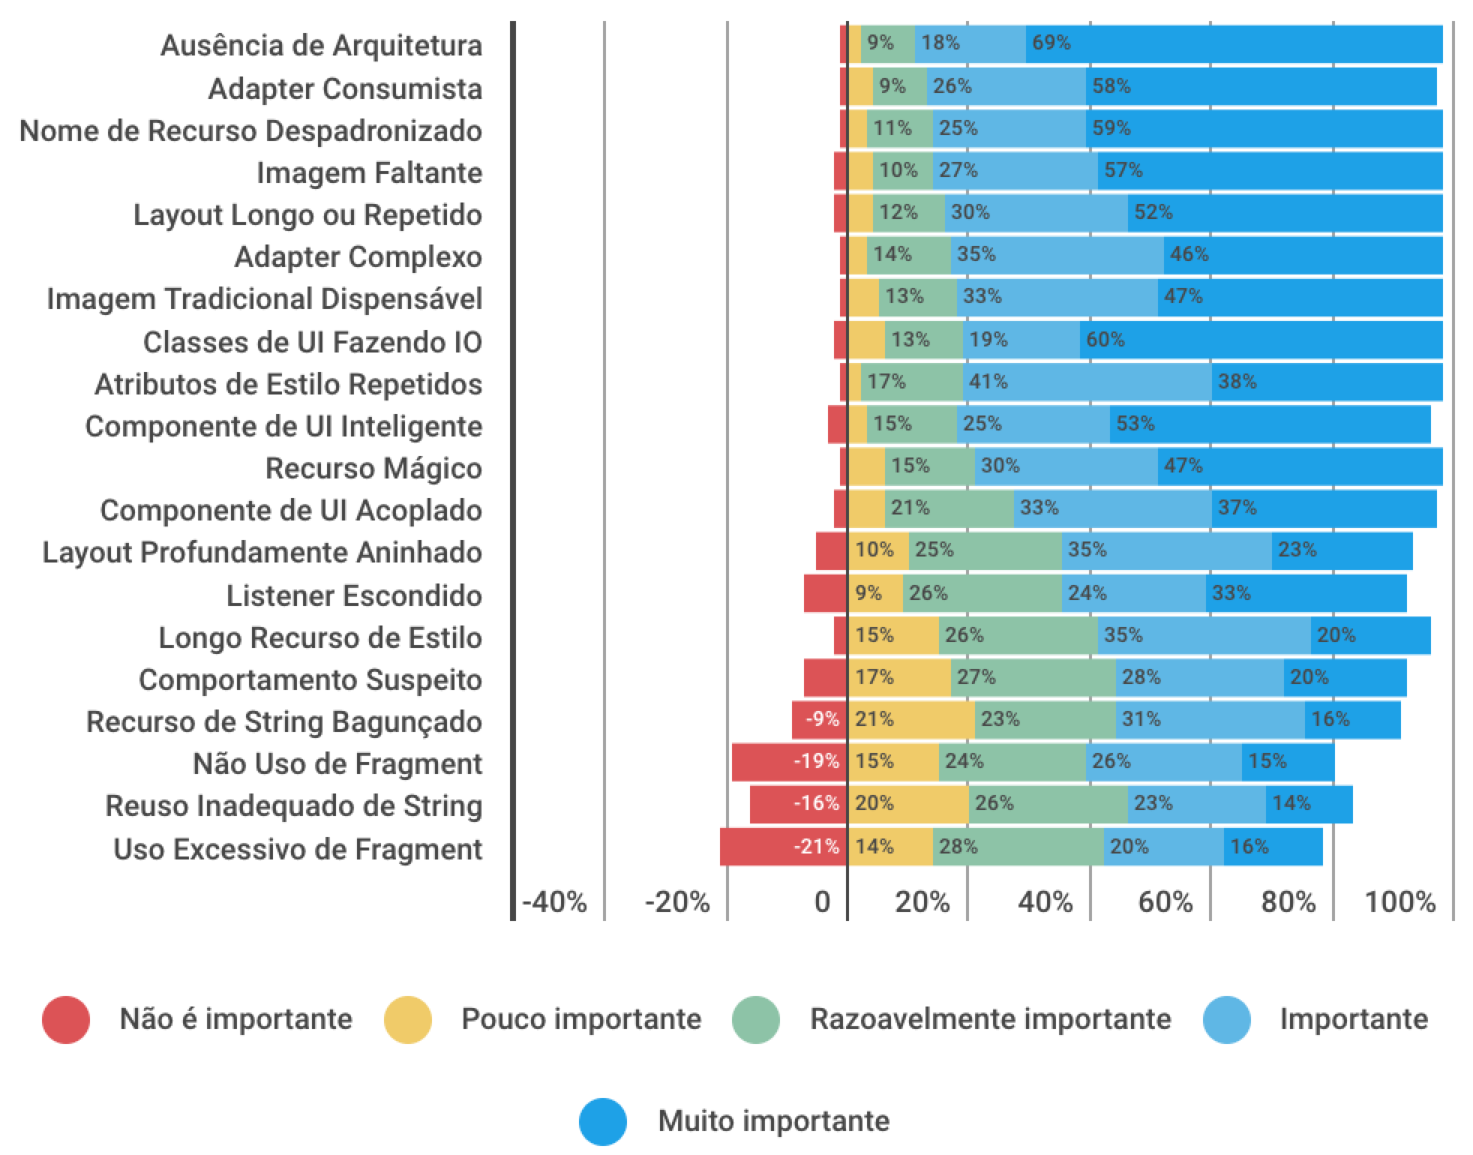 Ausência de Arquitetura 9% 18% 69%
Adapter Consumista 9% 26% 58%
Nome de Recurso Despadronizado 11% 25% 59%
Imagem Faltante 10% 27% 57%
Layout Longo ou Repetido 12% 30% 52%
Adapter Complexo 14% 35% 46%
Imagem Tradicional Dispensável 13% 33% 47%
Classes de UI Fazendo IO 13% 19% 60%
Atributos de Estilo Repetidos 17% 41% 38%
Componente de UI Inteligente 15% 25% 53%
Recurso Mágico 15% 30% 47%
Componente de UI Acoplado 21% 33% 37%
Layout Profundamente Aninhado 10% 25% 35% 23%
Listener Escondido 9% 26% 24% 33%
Longo Recurso de Estilo 15% 26% 35% 20%
Comportamento Suspeito 17% 27% 28% 20%
Recurso de String Bagunçado -9% 21% 23% 31% 16%
Não Uso de Fragment -19% 15% 24% 26% 15%
Reuso Inadequado de String -16% 20% 26% 23% 14%
Uso Excessivo de Fragment -21% 14% 28% 20% 16%
-40% -20% 0 20% 40% 60% 80% 100%
Não é importante Pouco importante Razoavelmente importante Importante
Muito importante